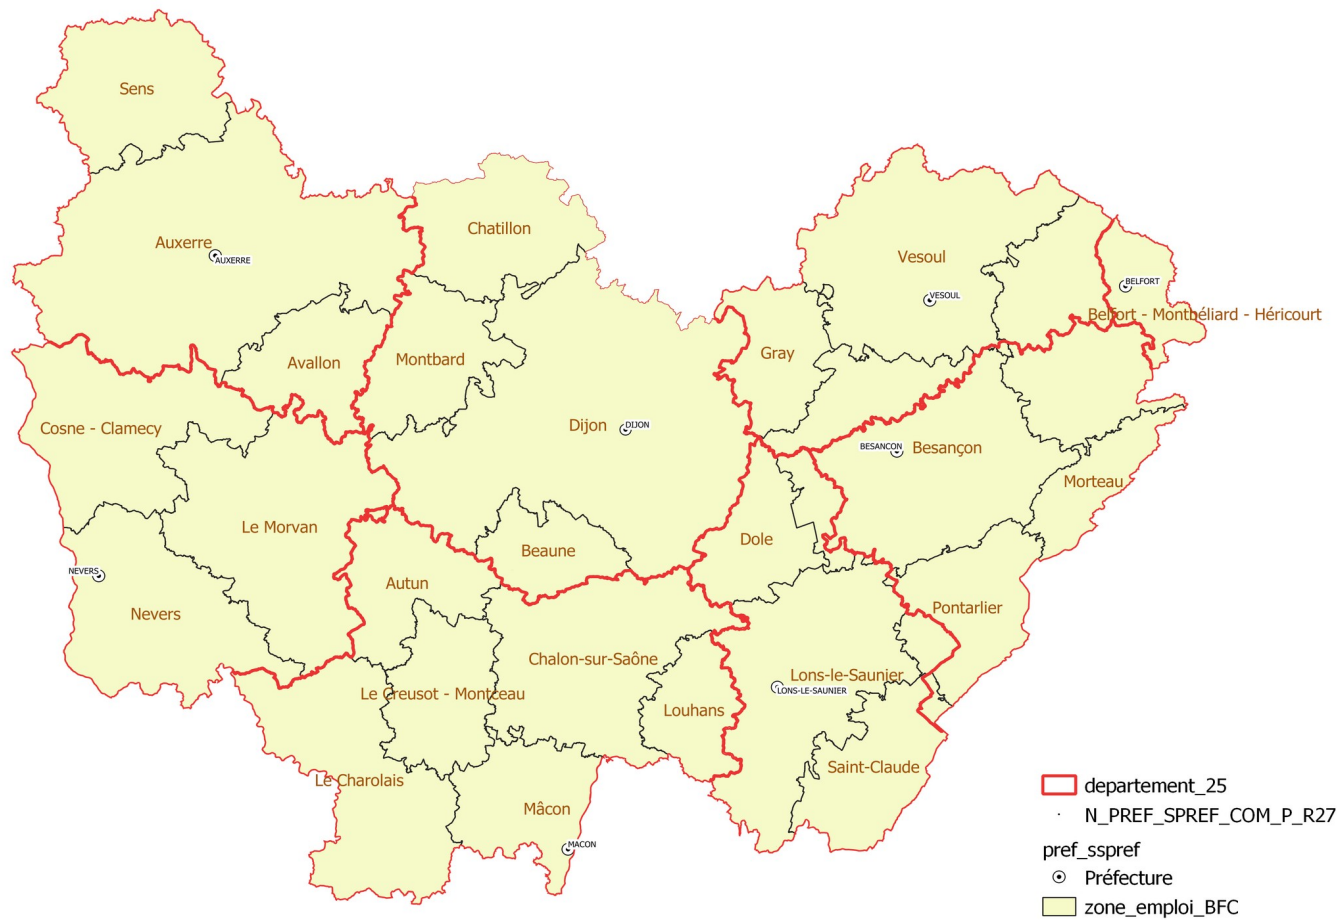 Sens
Chatillon
Auxerre
AUXERRE
Vesoul
BELFORT
VESOUL
Belfort - Montbéliard - Héricourt
Gray
Avallon
Montbard
Cosne - Clamecy
Dijon
DIJON
BESANCON
Besançon
Morteau
Le Morvan
Dole
Beaune
NEVERS
Autun
Nevers
Pontarlier
Chalon-sur-Saône
Lons-le-Saunier
LONS-LE-SAUNIER
Le Creusot - Montceau
Louhans
Saint-Claude
Le Charolais
Mâcon
MACON
departement_25
N_PREF_SPREF_COM_P_R27
pref_sspref
Préfecture
zone_emploi_BFC